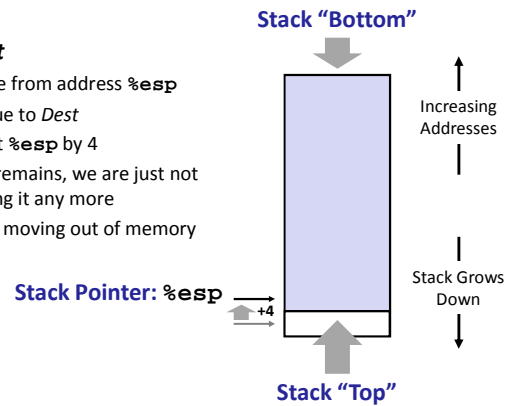 Stack “Bottom”
t
e from address %esp
ue to Dest
t %esp by 4
remains, we are just not
ng it any more
moving out of memory
Increasing
Addresses
Stack Grows
Down
Stack Pointer: %esp
+4
Stack “Top”